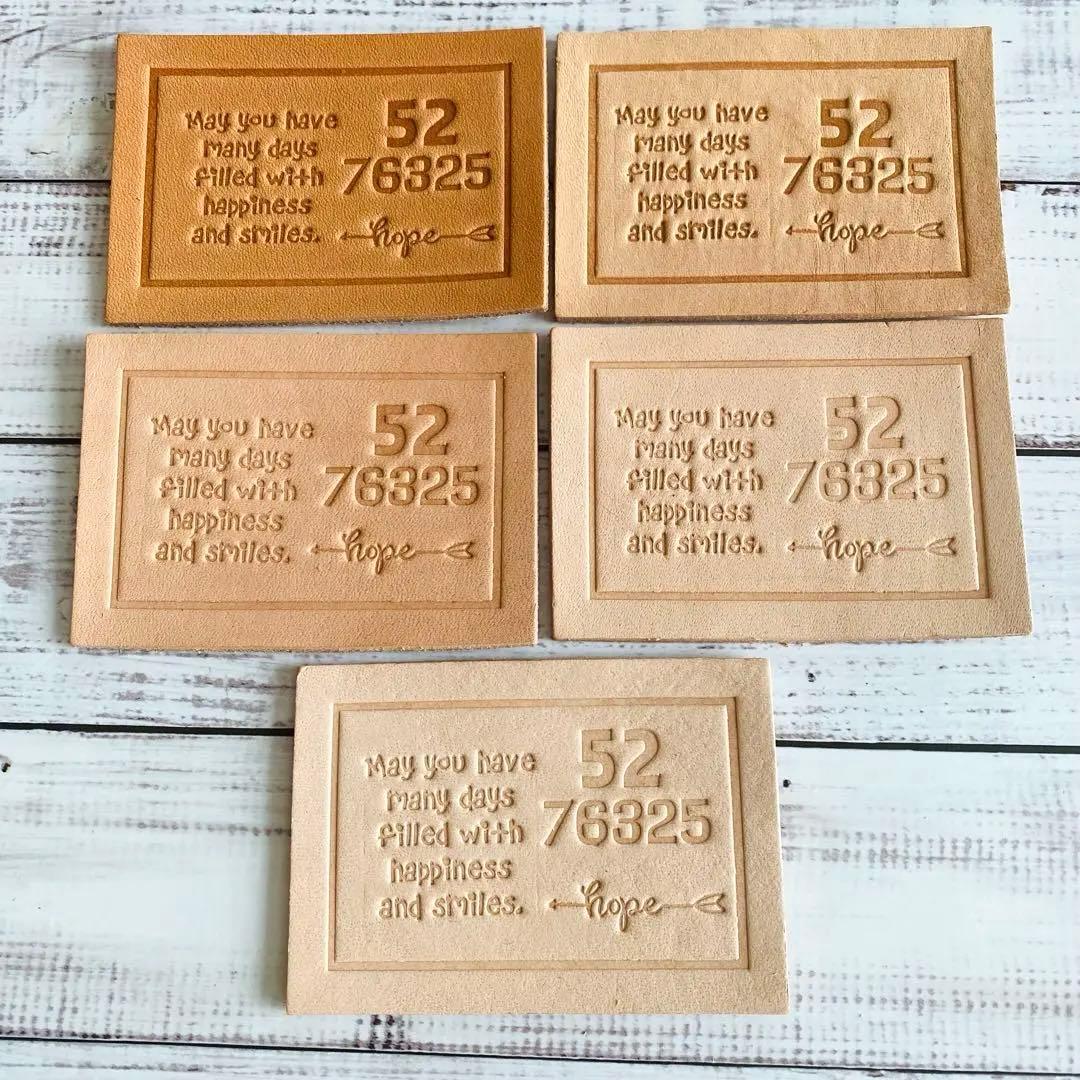 May you have
many days
filled with
happiness
and smiles.
52
76325
hope
May you have
many days
filled with
happiness
and smiles.
52
76325
hope
May you have
many days
filled with
happiness
and smiles.
52
76325
hope
May you have
many days
filled with
happiness
and smiles.
52
76325
hope
May you have
many days
filled with
happiness
and smiles.
52
76325
hope